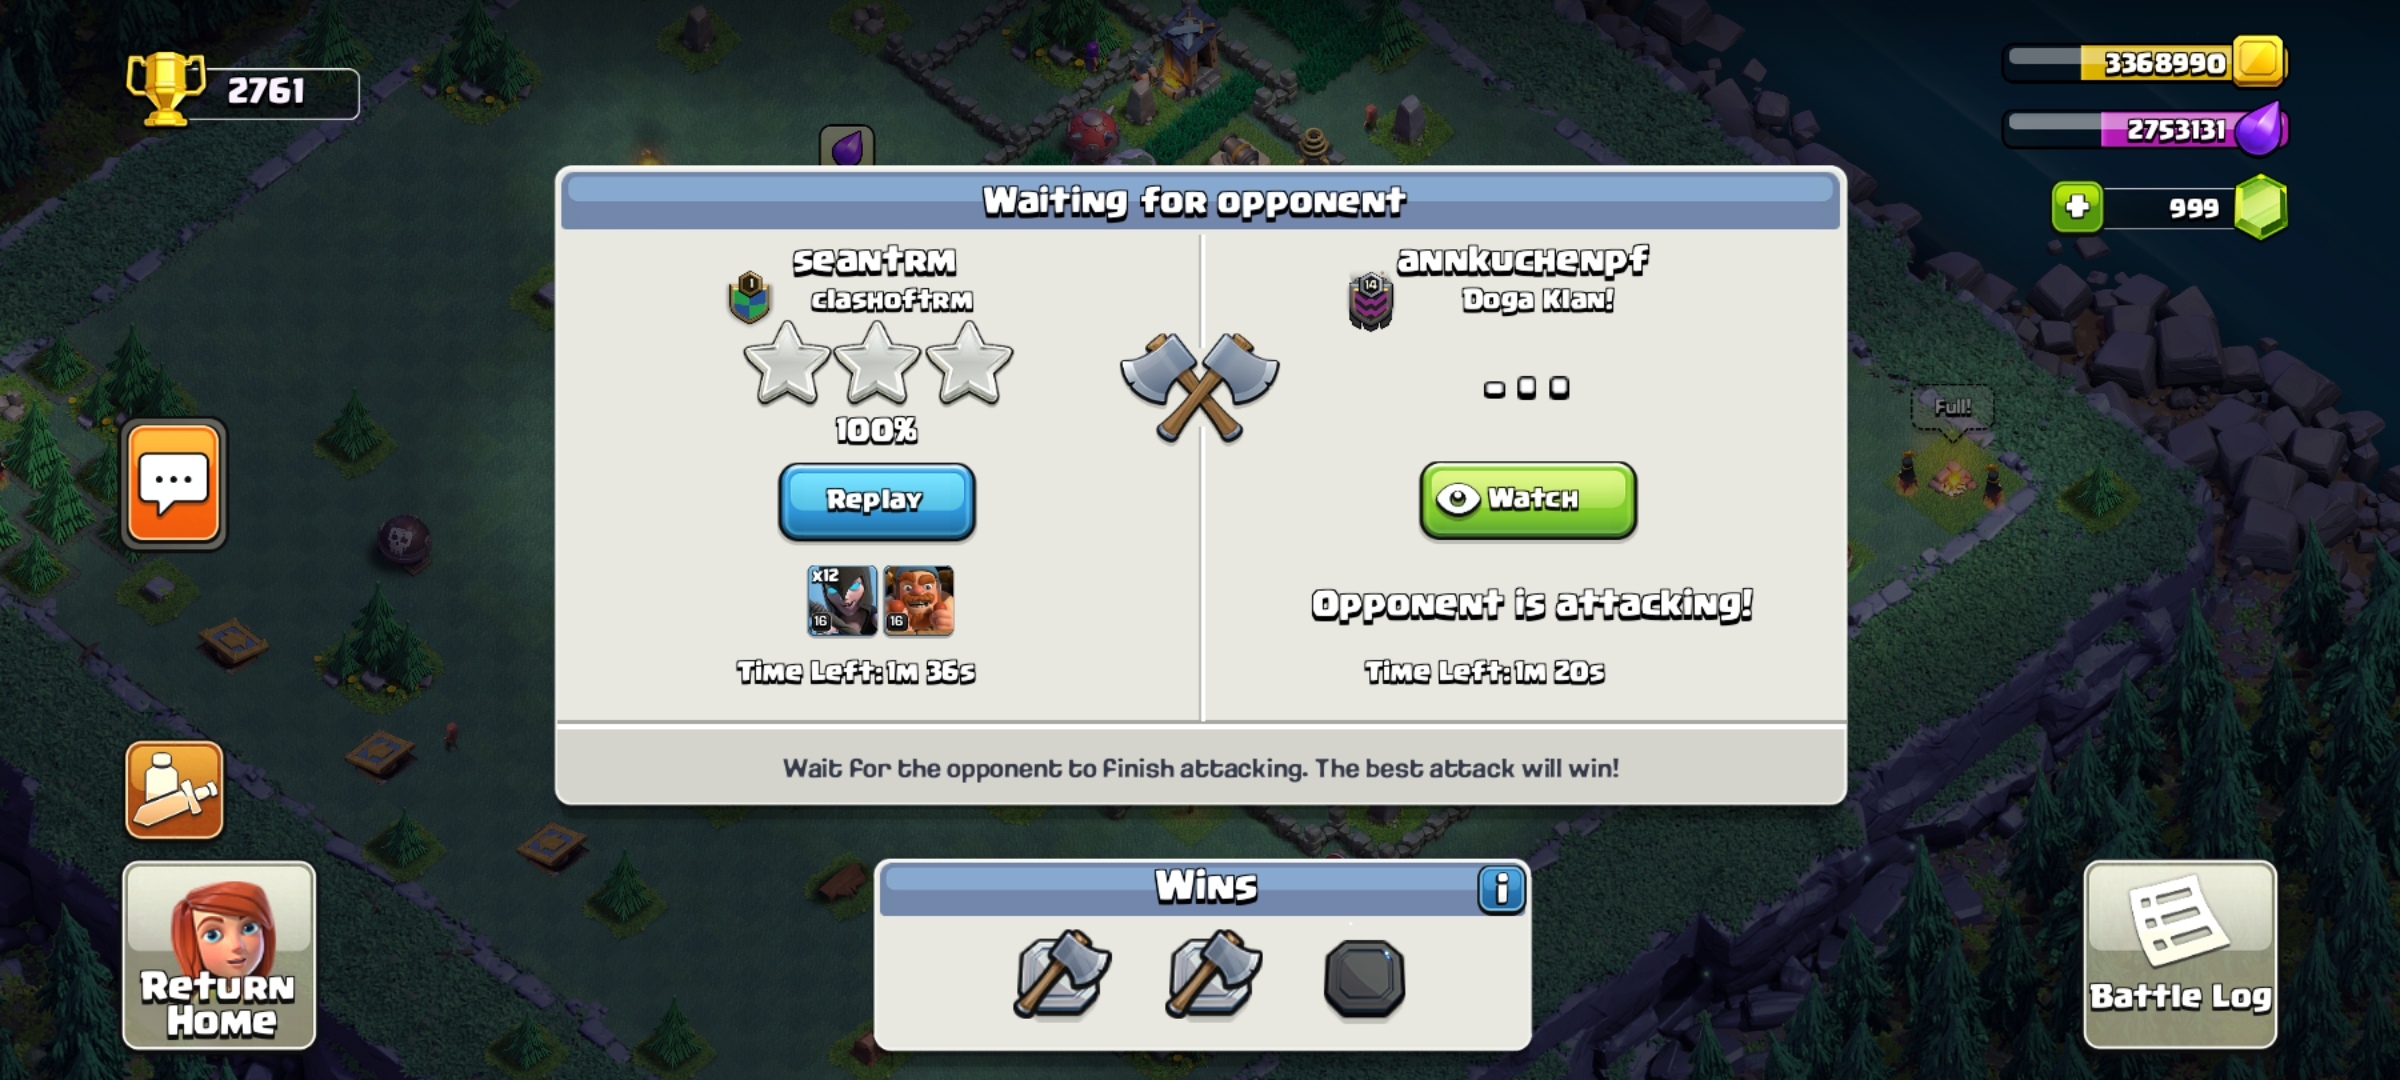 2761
3368990
2753131
999
Waiting for opponent
seantrm
clashoftrm
1
100%
Replay
x12
16
16
Time Left:1m 36s
annkuchenpf
Doga Klan!
14
Watch
Opponent is attacking!
Time Left:1m 20s
Wait for the opponent to finish attacking. The best attack will win!
Full!
Wins
i
Return
Home
Battle Log